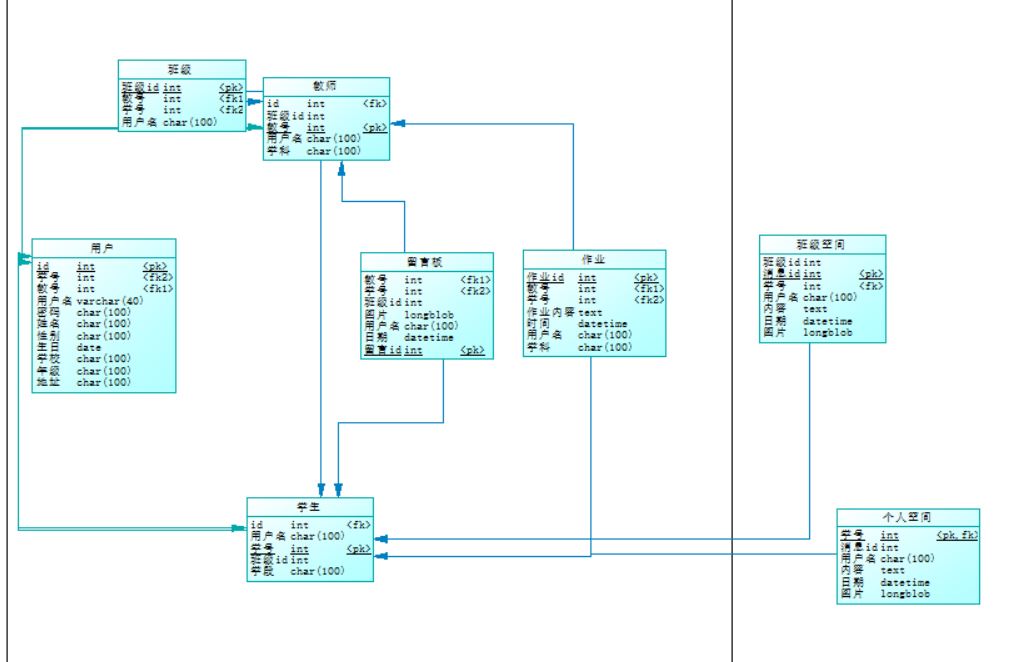 班级
班级id int <pk>
教号 int <fk1
学号 int <fk2
用户名 char(100)
教师
id int <fk>
班级id int
教号 int <pk>
用户名 char(100)
学科 char(100)
用户
id int <pk>
学号 int <fk2>
教号 int <fk1>
用户名 varchar(40)
密码 char(100)
姓名 char(100)
性别 char(100)
生日 date
学校 char(100)
年级 char(100)
地址 char(100)
留言板
教号 int <fk1>
学号 int <fk2>
班级id int
图片 longblob
用户名 char(100)
日期 datetime
留言id int <pk>
作业
作业id int <pk>
教号 int <fk1>
学号 int <fk2>
作业内容 text
时间 datetime
用户名 char(100)
学科 char(100)
班级空间
班级id int
消息id int <pk>
学号 int <fk>
用户名 char(100)
内容 text
日期 datetime
图片 longblob
学生
id int <fk>
用户名 char(100)
学号 int <pk>
班级id int
学段 char(100)
个人空间
学号 int <pk,fk>
消息id int
用户名 char(100)
内容 text
日期 datetime
图片 longblob